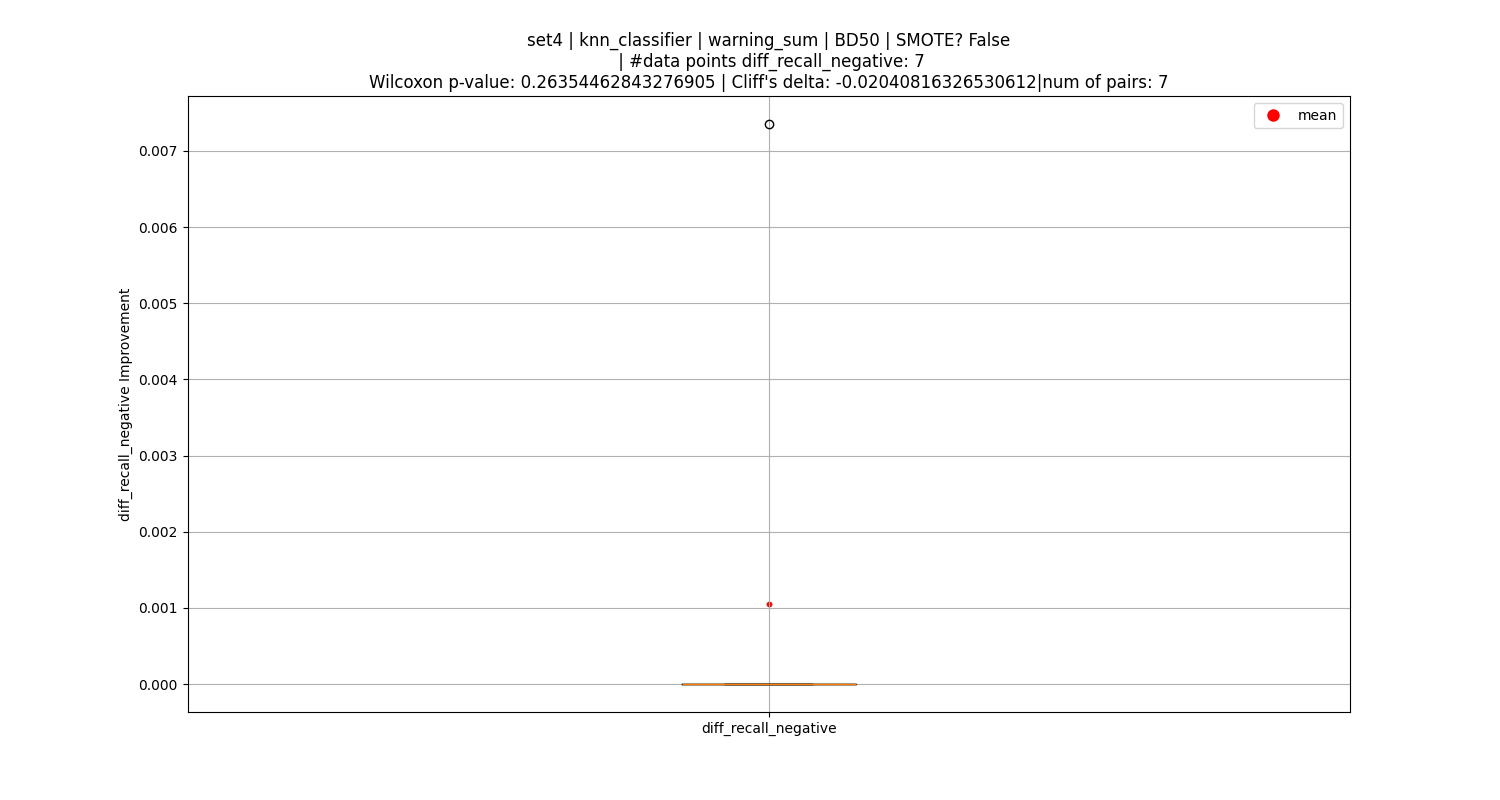 set4 | knn_classifier | warning_sum | BD50 | SMOTE? False
| #data points diff_recall_negative: 7
Wilcoxon p-value: 0.26354462843276905 | Cliff's delta: -0.02040816326530612|num of pairs: 7
mean
0.007
0.006
0.005
0.004
0.003
0.002
0.001
0.000
diff_recall_negative Improvement
diff_recall_negative